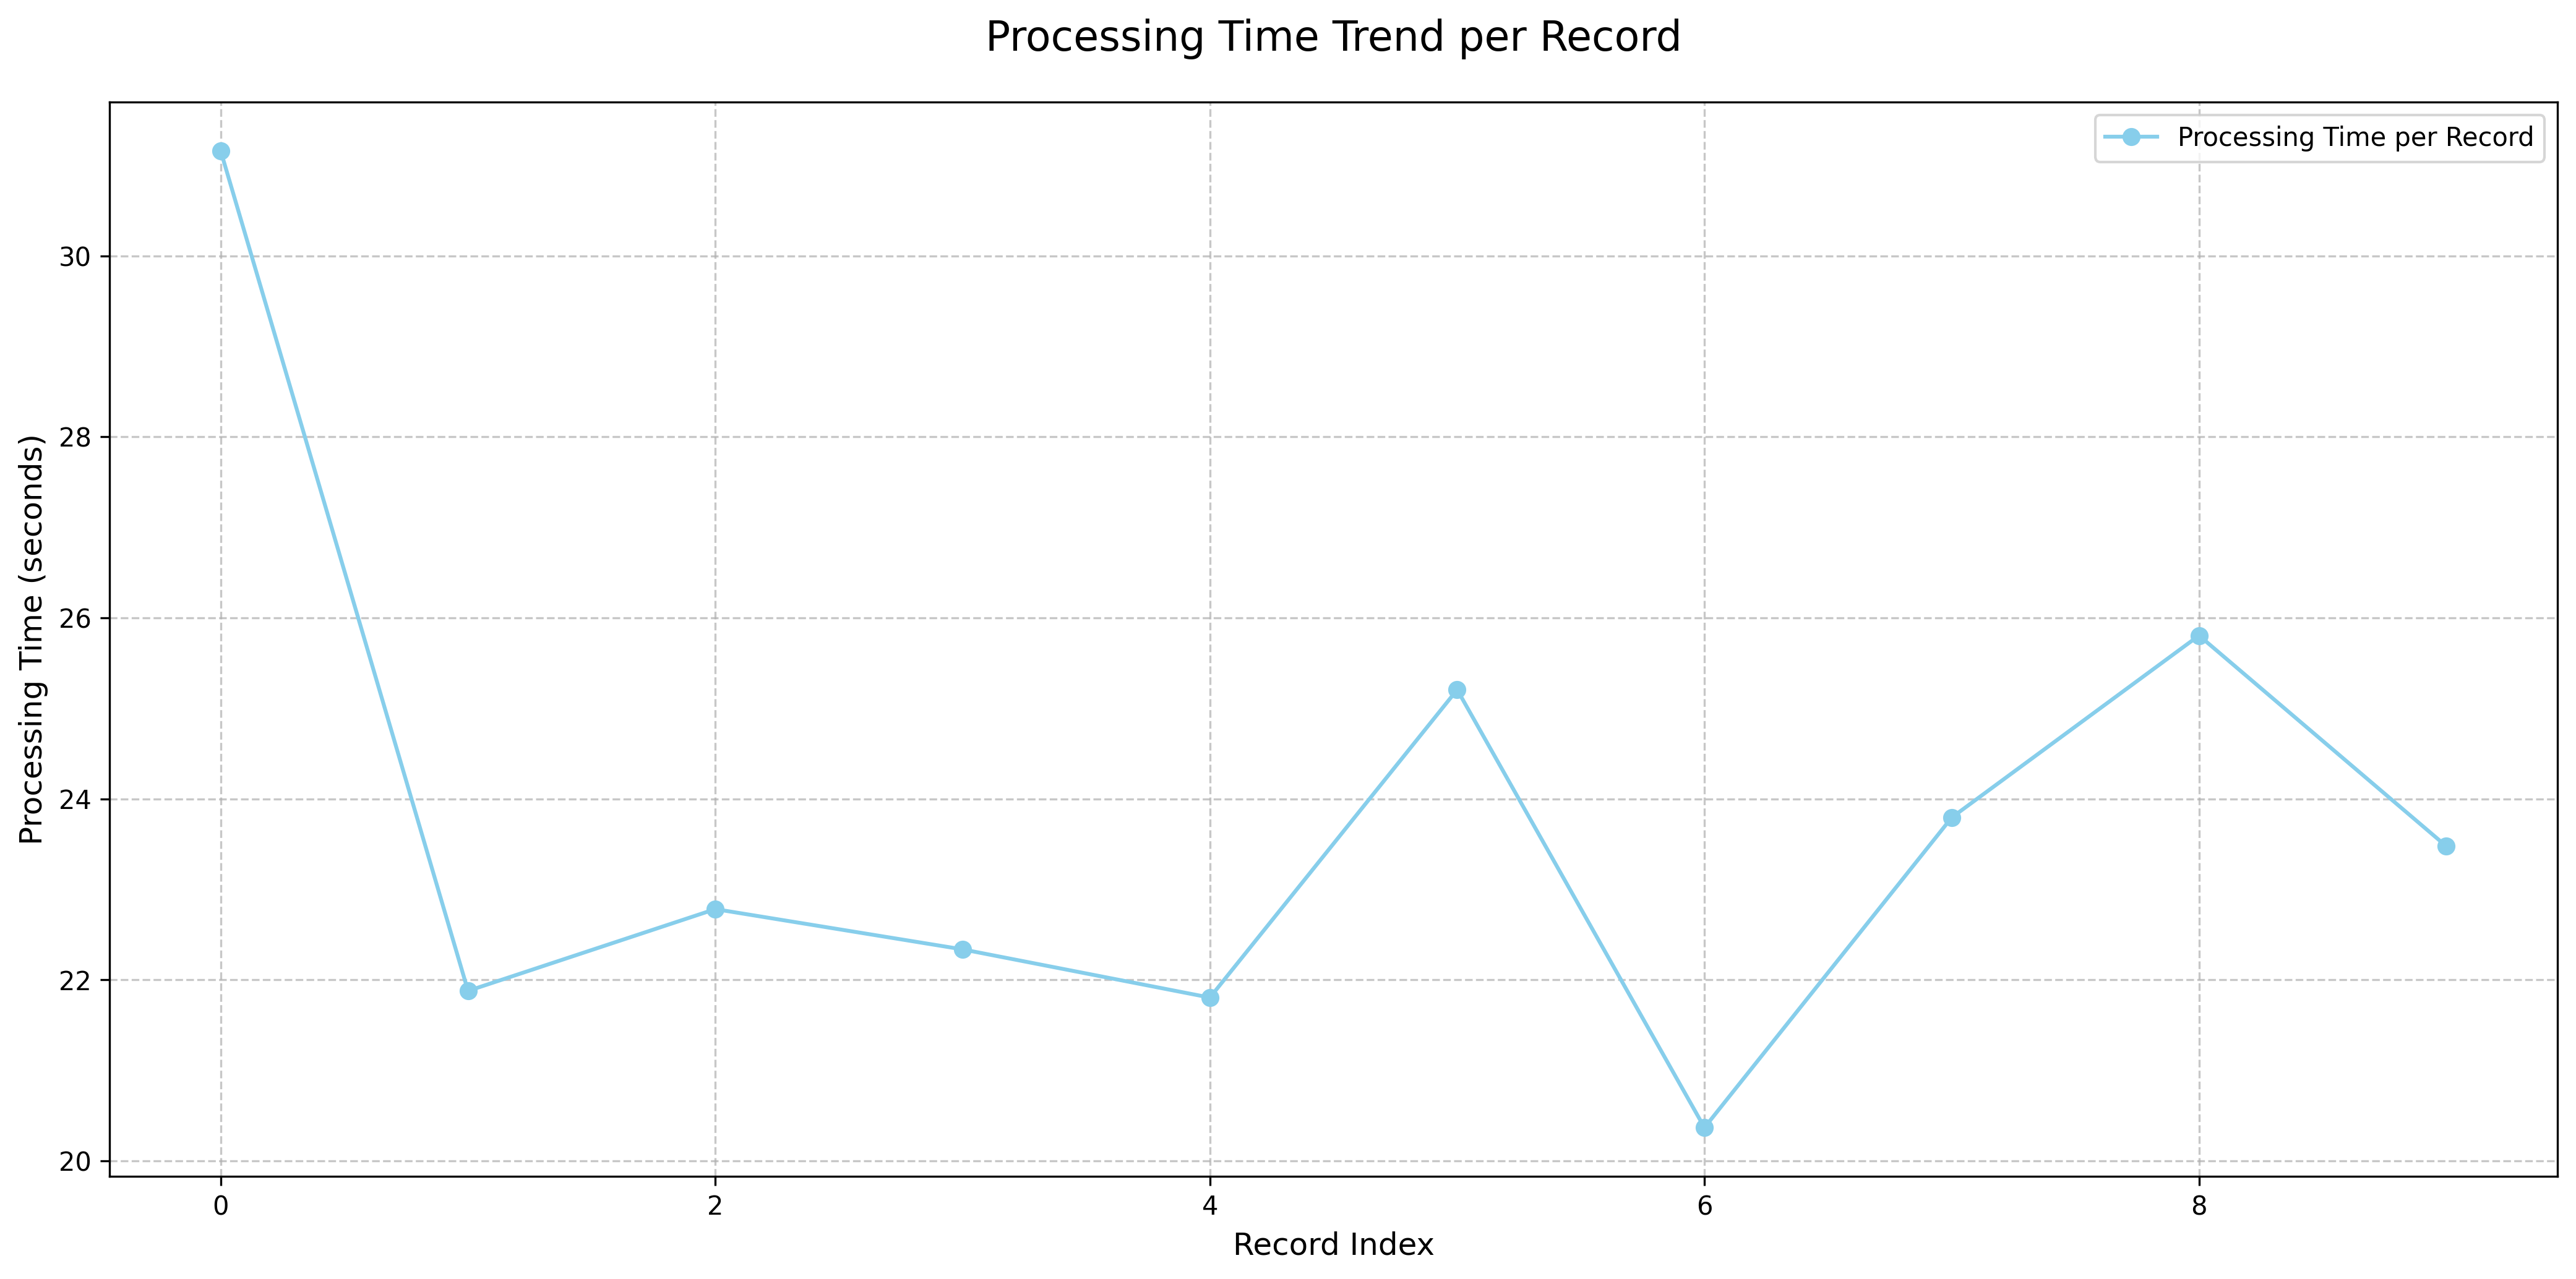 Processing Time Trend per Record
Processing Time per Record
Processing Time (seconds)
30
28
26
24
22
20
0 2 4 6 8
Record Index